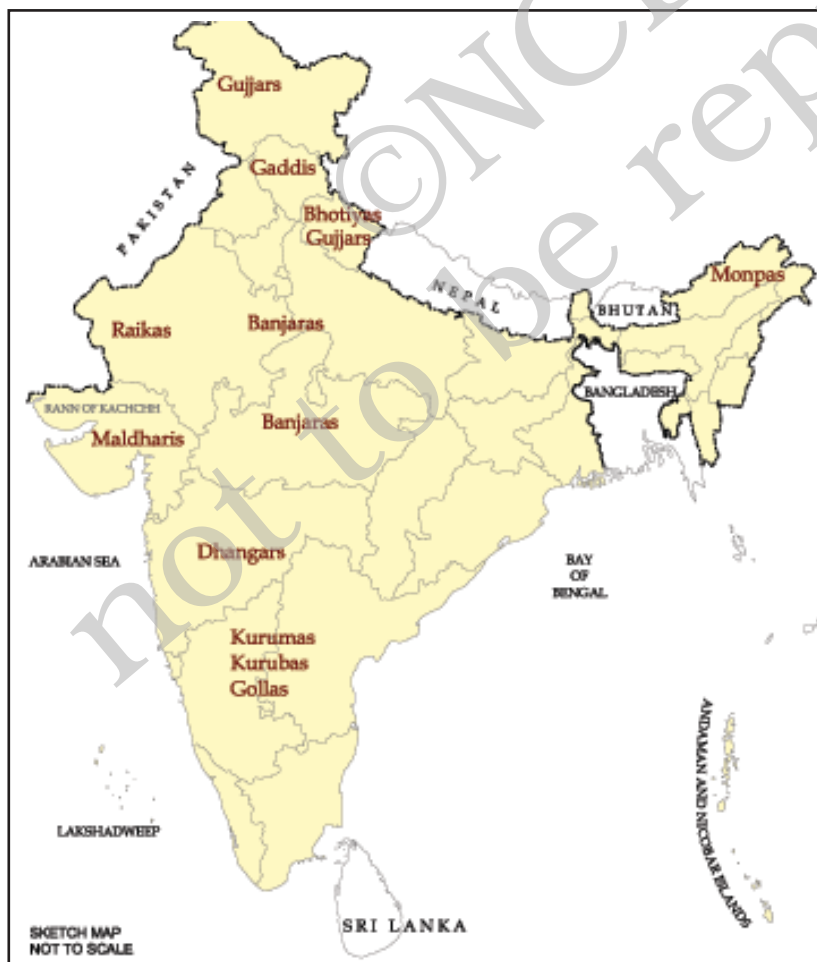 ©NC
not to be rep
Gujjars
Gaddis
PAKISTAN
Bhotiyas
Gujjars
NEPAL
BHUTAN
Monpas
Raikas
Banjaras
RANN OF KACHCHH
BANGLADESH
Maldharis
Banjaras
ARABIAN SEA
Dhangars
BAY
OF
BENGAL
Kurumas
Kurubas
Gollas
ANDAMAN AND NICOBAR ISLANDS
LAKSHADWEEP
SRI LANKA
SKETCH MAP
NOT TO SCALE